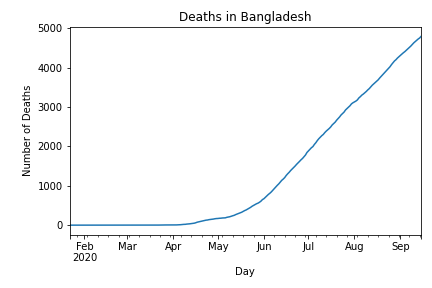 Deaths in Bangladesh
5000
4000
3000
2000
1000
0
Number of Deaths
Feb Mar Apr May Jun Jul Aug Sep
2020
Day